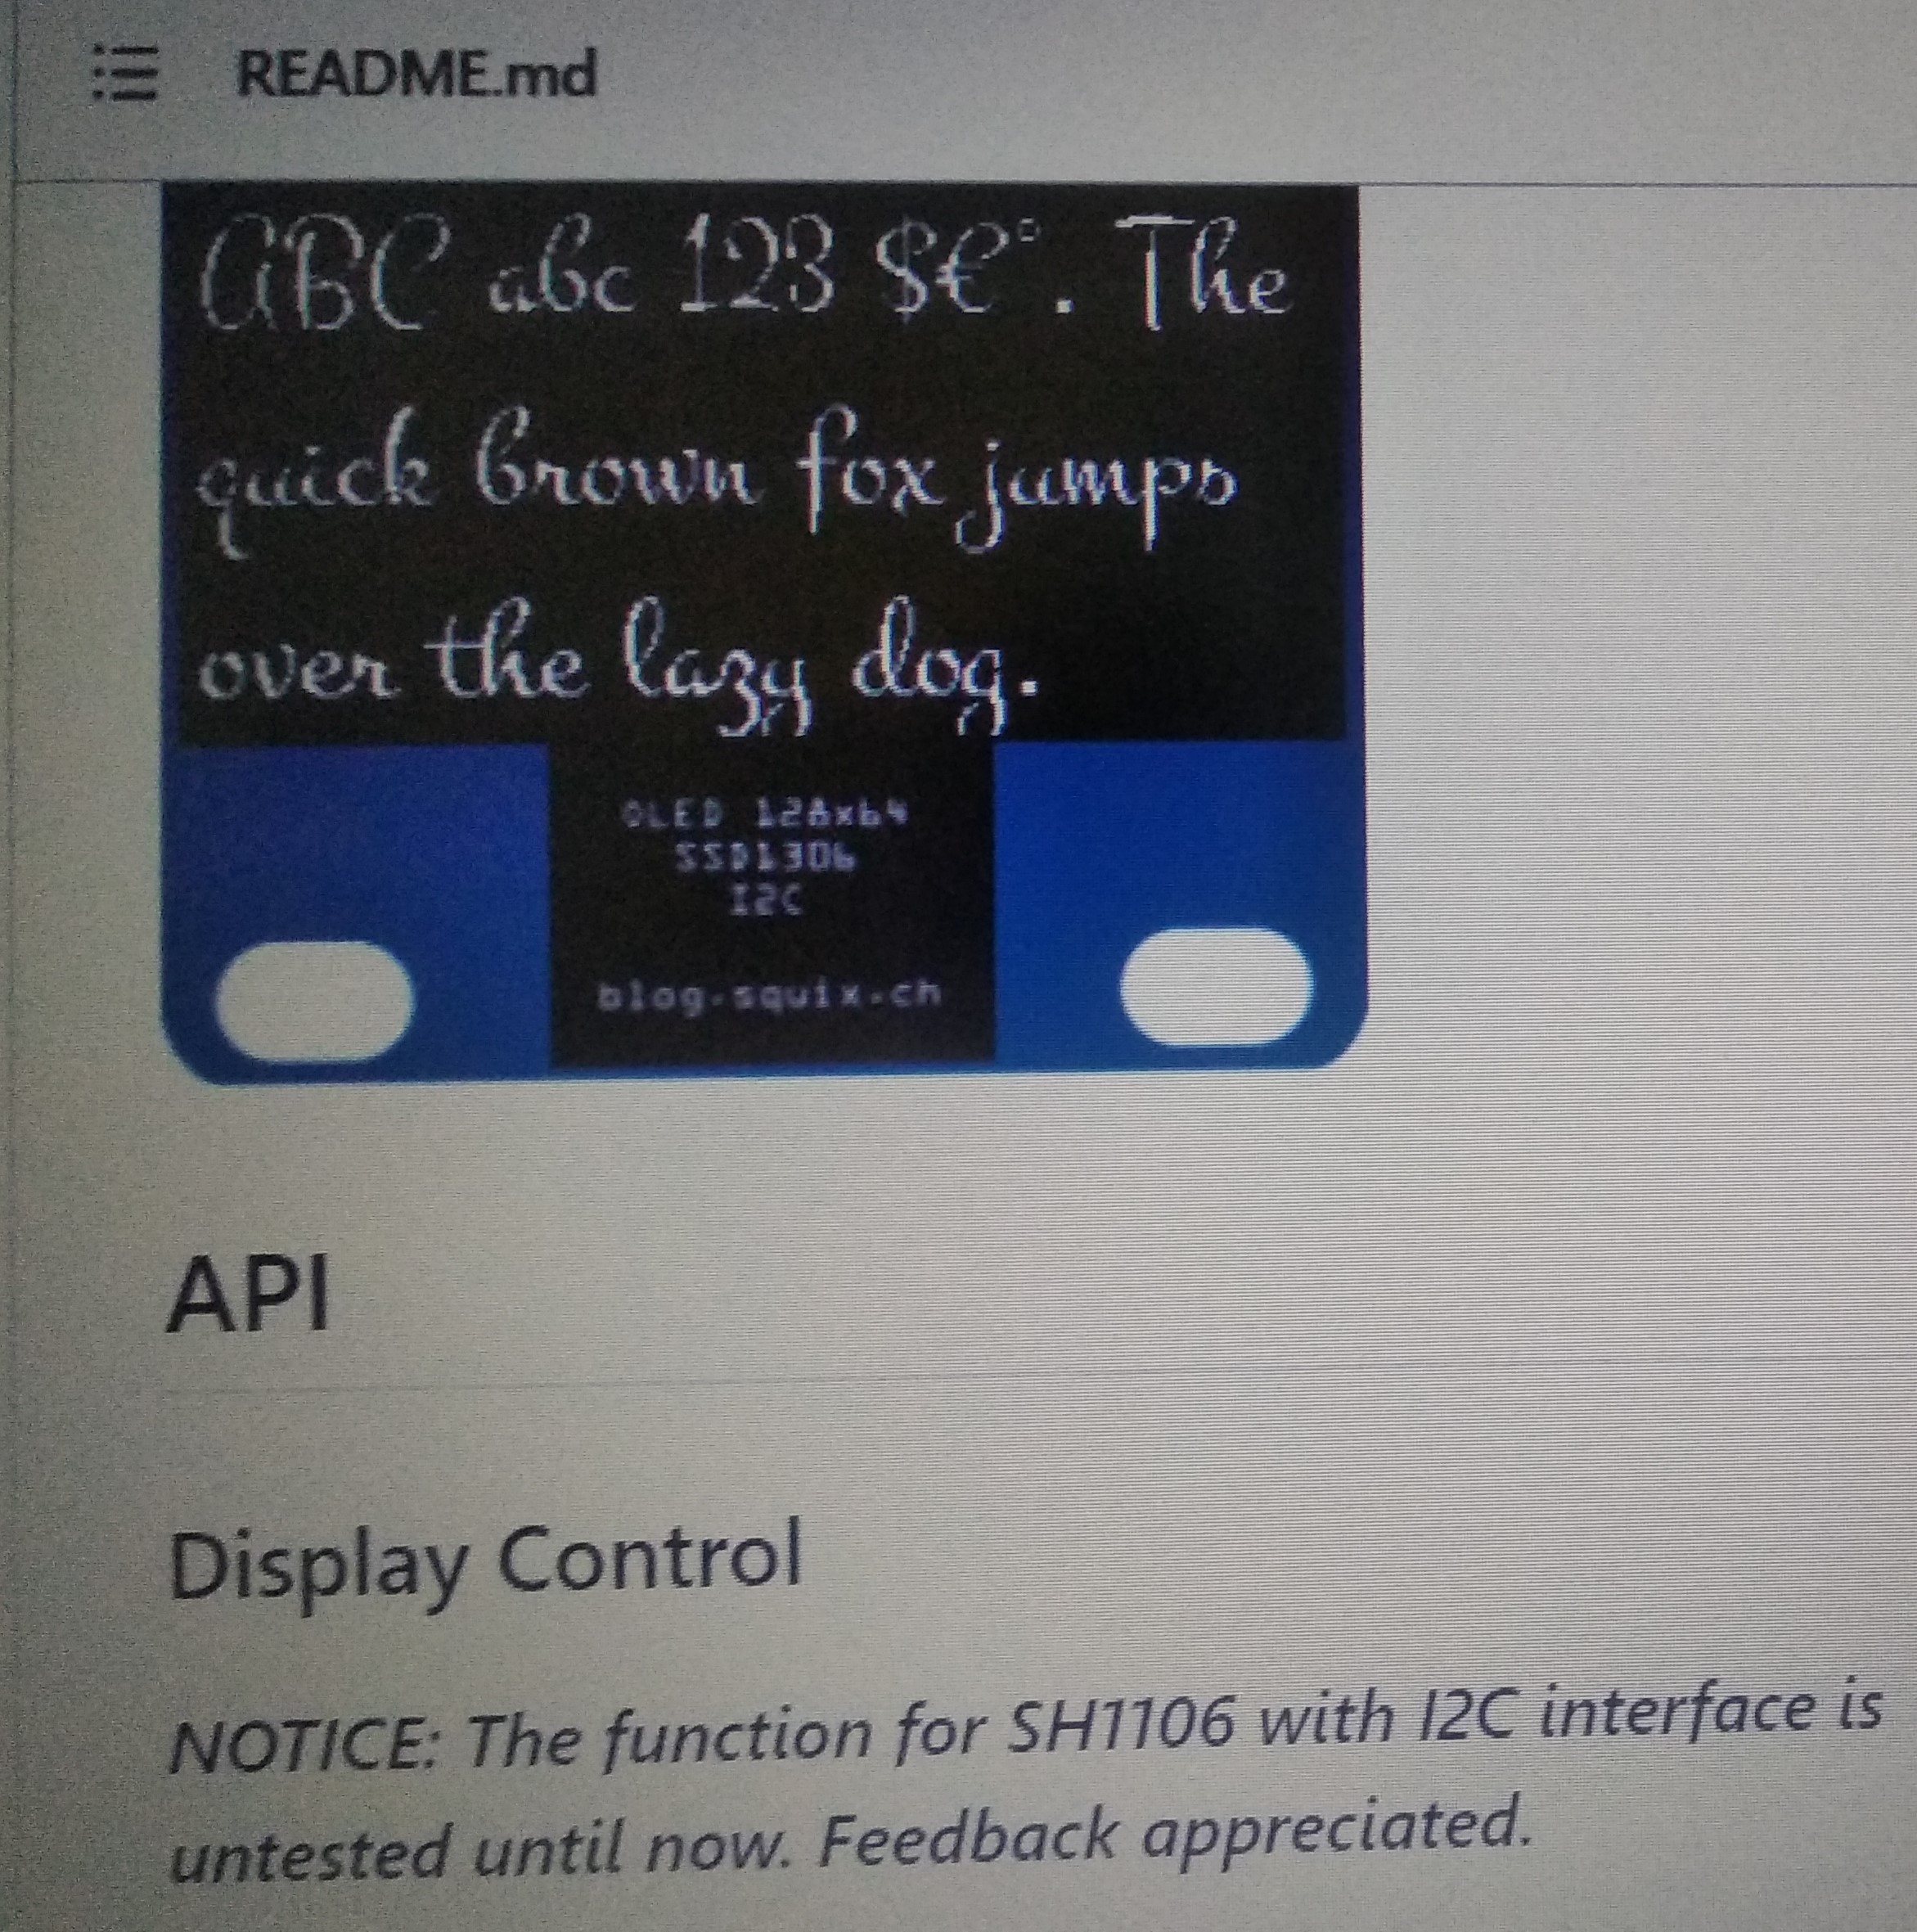 README.md
ABC abc 123 $€°. The
quick brown fox jumps
over the lazy dog.
OLED 128x64
SSD1306
I2C
blog.squix.ch
API
Display Control
NOTICE: The function for SH1106 with I2C interface is
untested until now. Feedback appreciated.